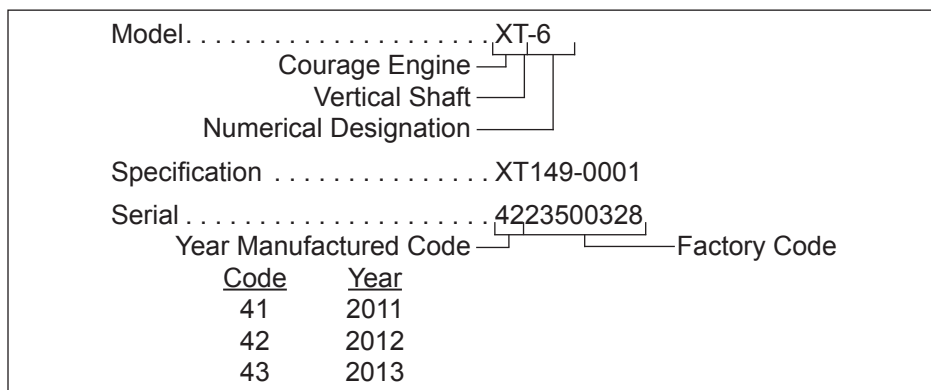 Model. . . . . . . . . . . . . . . . . . . . . XT-6
Courage Engine
Vertical Shaft
Numerical Designation
Specification . . . . . . . . . . . . . . . XT149-0001
Serial . . . . . . . . . . . . . . . . . . . . . 4223500328
Year Manufactured Code Factory Code
Code Year
41 2011
42 2012
43 2013